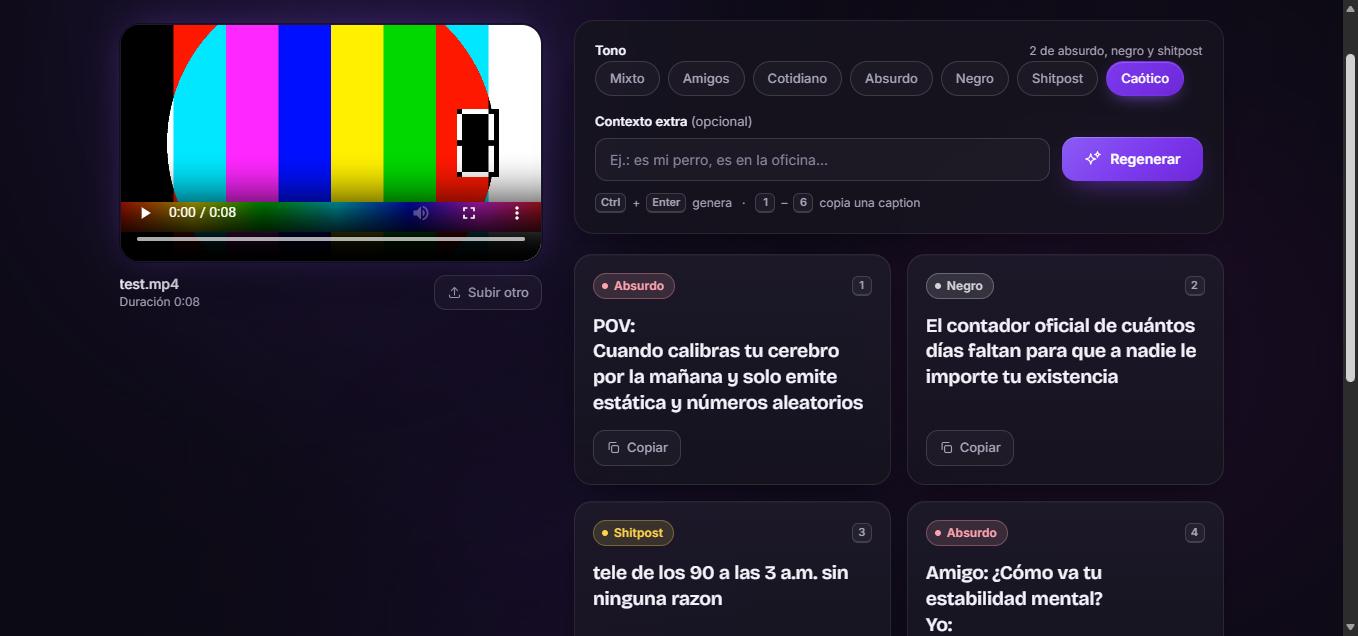 Tono
2 de absurdo, negro y shitpost
Mixto
Amigos
Cotidiano
Absurdo
Negro
Shitpost
Caótico
Contexto extra (opcional)
Ej.: es mi perro, es en la oficina...
Regenerar
Ctrl + Enter genera · 1 – 6 copia una caption
0:00 / 0:08
test.mp4
Duración 0:08
Subir otro
Absurdo
1
POV:
Cuando calibras tu cerebro
por la mañana y solo emite
estática y números aleatorios
Copiar
Negro
2
El contador oficial de cuántos
días faltan para que a nadie le
importe tu existencia
Copiar
Shitpost
3
tele de los 90 a las 3 a.m. sin
ninguna razon
Absurdo
4
Amigo: ¿Cómo va tu
estabilidad mental?
Yo: